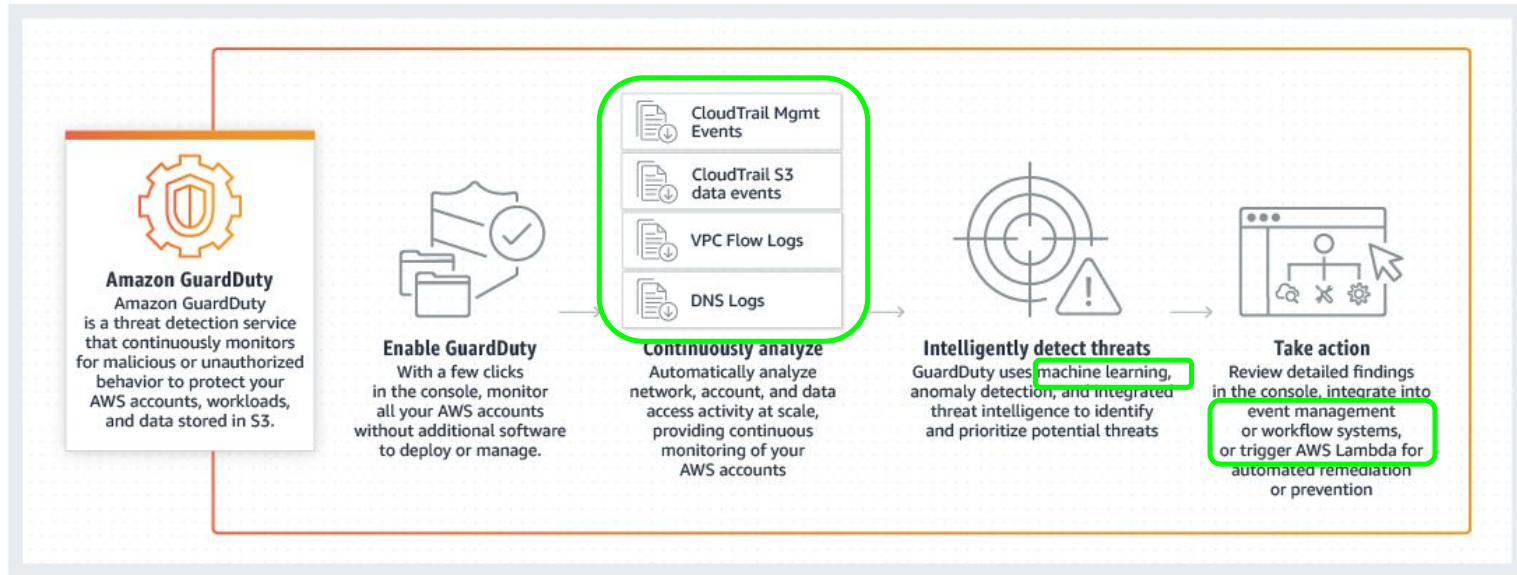 Amazon GuardDuty
Amazon GuardDuty
is a threat detection service
that continuously monitors
for malicious or unauthorized
behavior to protect your
AWS accounts, workloads,
and data stored in S3.
Enable GuardDuty
With a few clicks
in the console, monitor
all your AWS accounts
without additional software
to deploy or manage.
CloudTrail Mgmt
Events
CloudTrail S3
data events
VPC Flow Logs
DNS Logs
Continuously analyze
Automatically analyze
network, account, and data
access activity at scale,
providing continuous
monitoring of your
AWS accounts
Intelligently detect threats
GuardDuty uses machine learning,
anomaly detection, and integrated
threat intelligence to identify
and prioritize potential threats
Take action
Review detailed findings
in the console, integrate into
event management
or workflow systems,
or trigger AWS Lambda for
automated remediation
or prevention